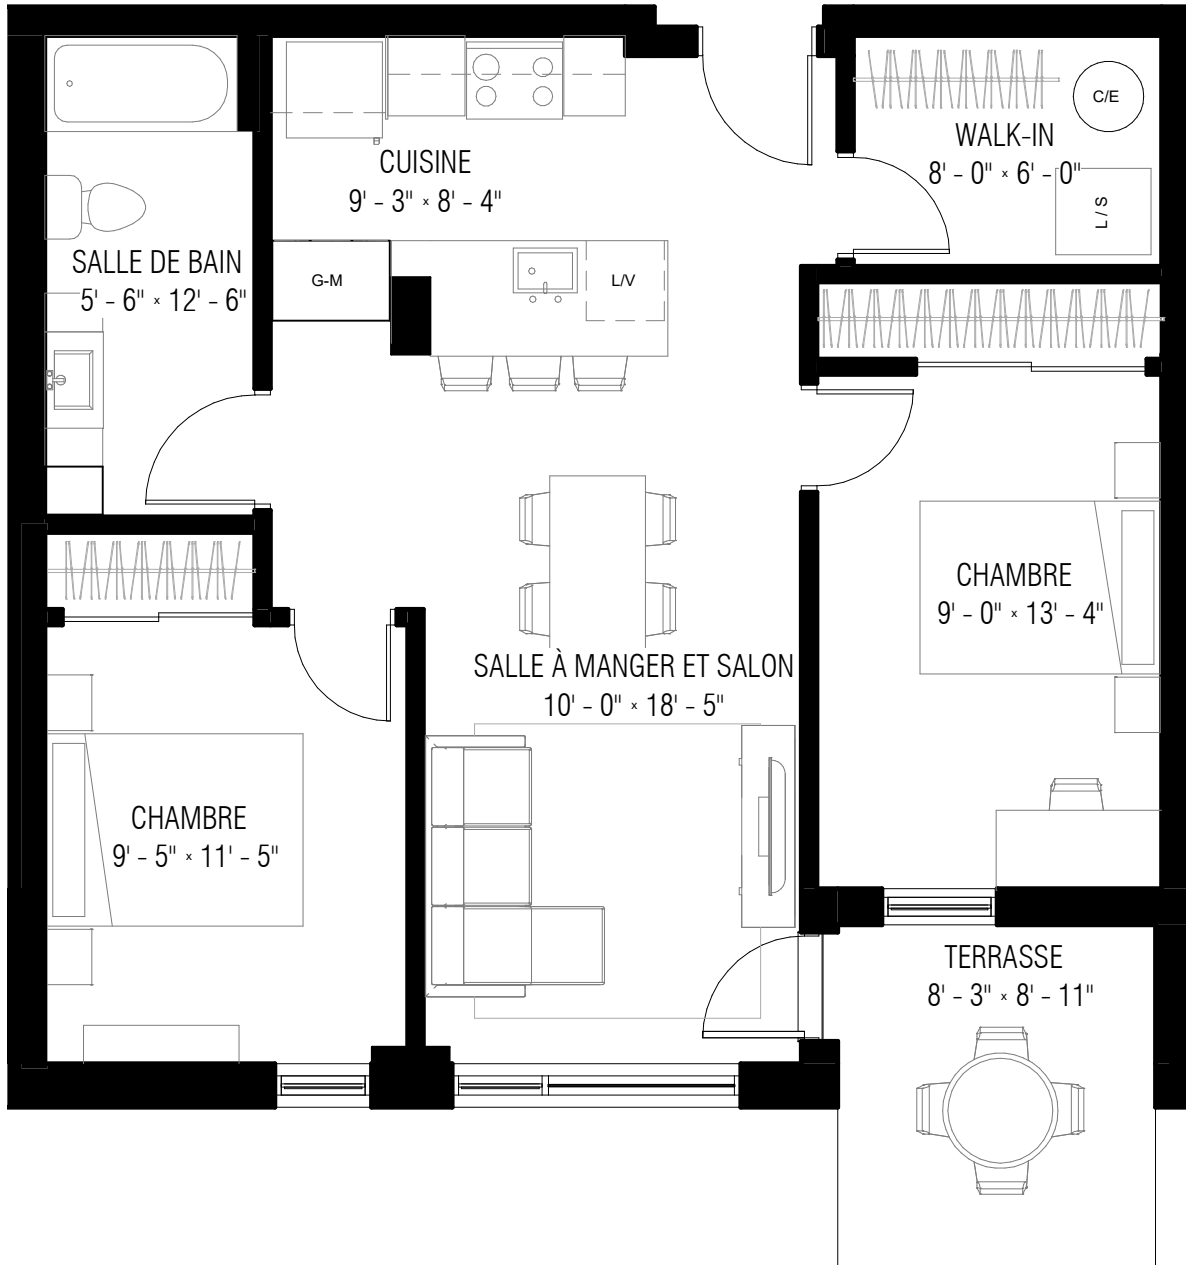 C/E
WALK-IN
8' - 0" x 6' - 0"
L / S
CUISINE
9' - 3" x 8' - 4"
SALLE DE BAIN
5' - 6" x 12' - 6"
G-M
L/V
CHAMBRE
9' - 0" x 13' - 4"
SALLE À MANGER ET SALON
10' - 0" x 18' - 5"
CHAMBRE
9' - 5" x 11' - 5"
TERRASSE
8' - 3" x 8' - 11"